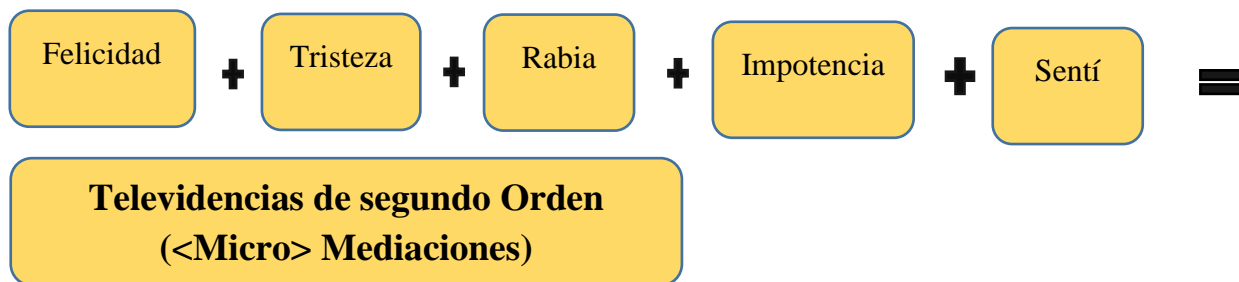 Felicidad + Tristeza + Rabia + Impotencia + Sentí =
Televidencias de segundo Orden
(<Micro> Mediaciones)